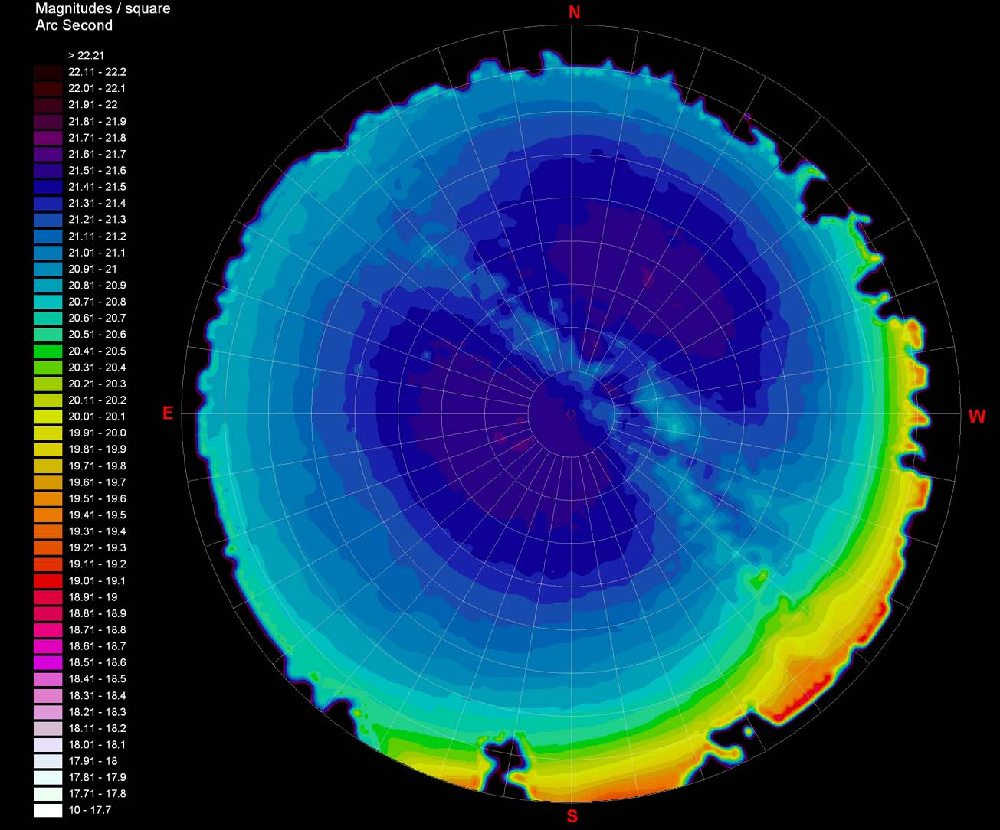 Magnitudes / square
Arc Second
> 22.21
22.11 - 22.2
22.01 - 22.1
21.91 - 22
21.81 - 21.9
21.71 - 21.8
21.61 - 21.7
21.51 - 21.6
21.41 - 21.5
21.31 - 21.4
21.21 - 21.3
21.11 - 21.2
21.01 - 21.1
20.91 - 21
20.81 - 20.9
20.71 - 20.8
20.61 - 20.7
20.51 - 20.6
20.41 - 20.5
20.31 - 20.4
20.21 - 20.3
20.11 - 20.2
20.01 - 20.1
19.91 - 20.0
19.81 - 19.9
19.71 - 19.8
19.61 - 19.7
19.51 - 19.6
19.41 - 19.5
19.31 - 19.4
19.21 - 19.3
19.11 - 19.2
19.01 - 19.1
18.91 - 19
18.81 - 18.9
18.71 - 18.8
18.61 - 18.7
18.51 - 18.6
18.41 - 18.5
18.31 - 18.4
18.21 - 18.3
18.11 - 18.2
18.01 - 18.1
17.91 - 18
17.81 - 17.9
17.71 - 17.8
10 - 17.7
N
E
W
S